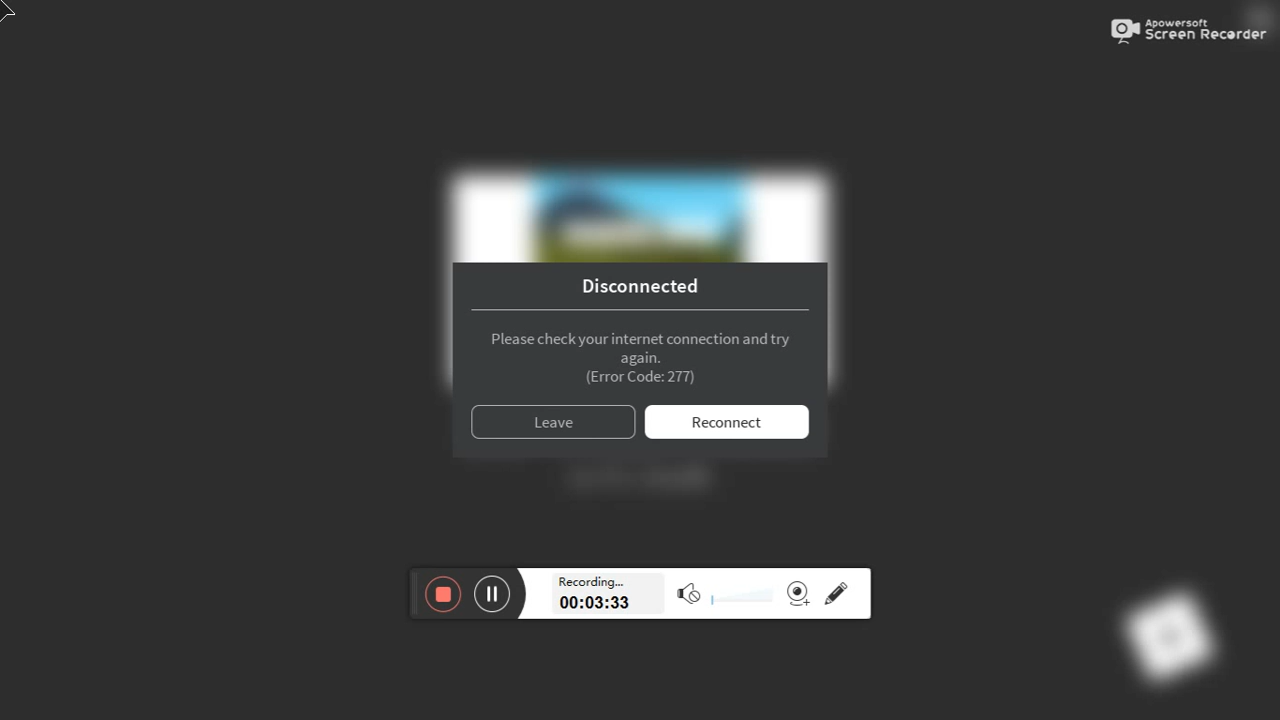 Apowersoft
Screen Recorder
Disconnected
Please check your internet connection and try
again.
(Error Code: 277)
Leave
Reconnect
Recording...
00:03:33